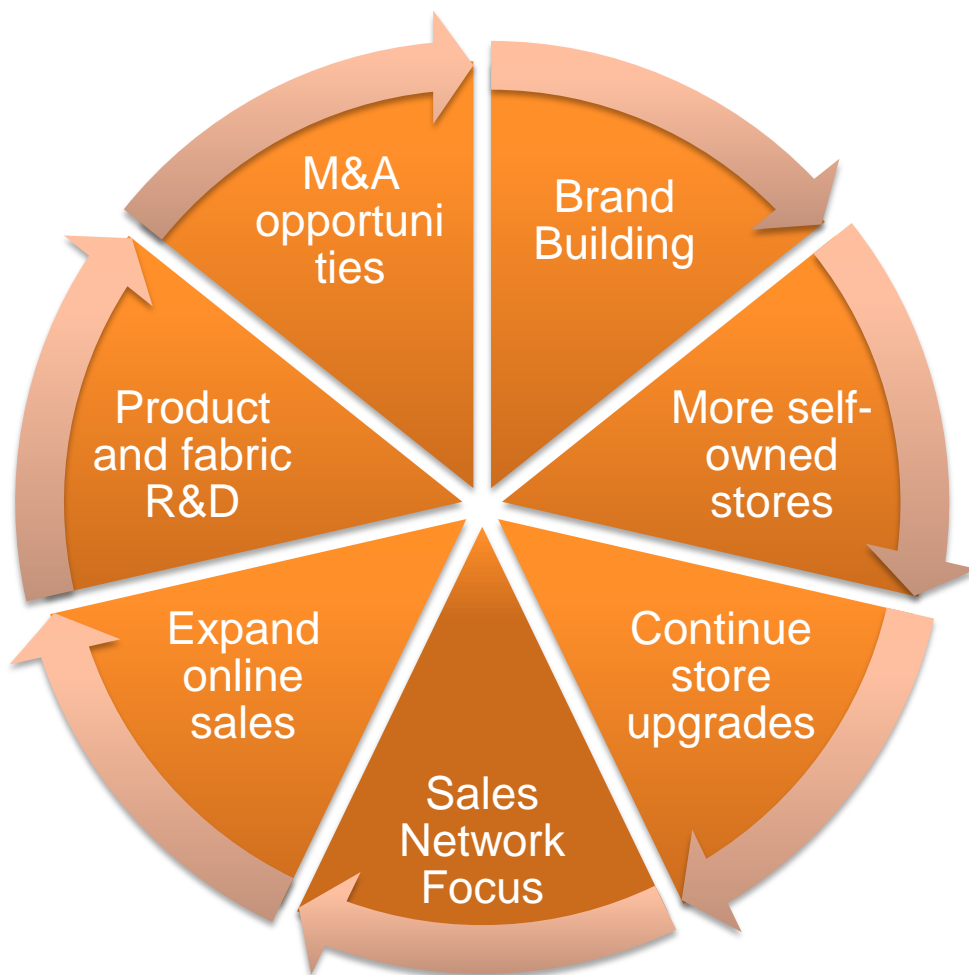 Brand
Building
More self-
owned
stores
Continue
store
upgrades
Sales
Network
Focus
Expand
online
sales
Product
and fabric
R&D
M&A
opportuni
ties